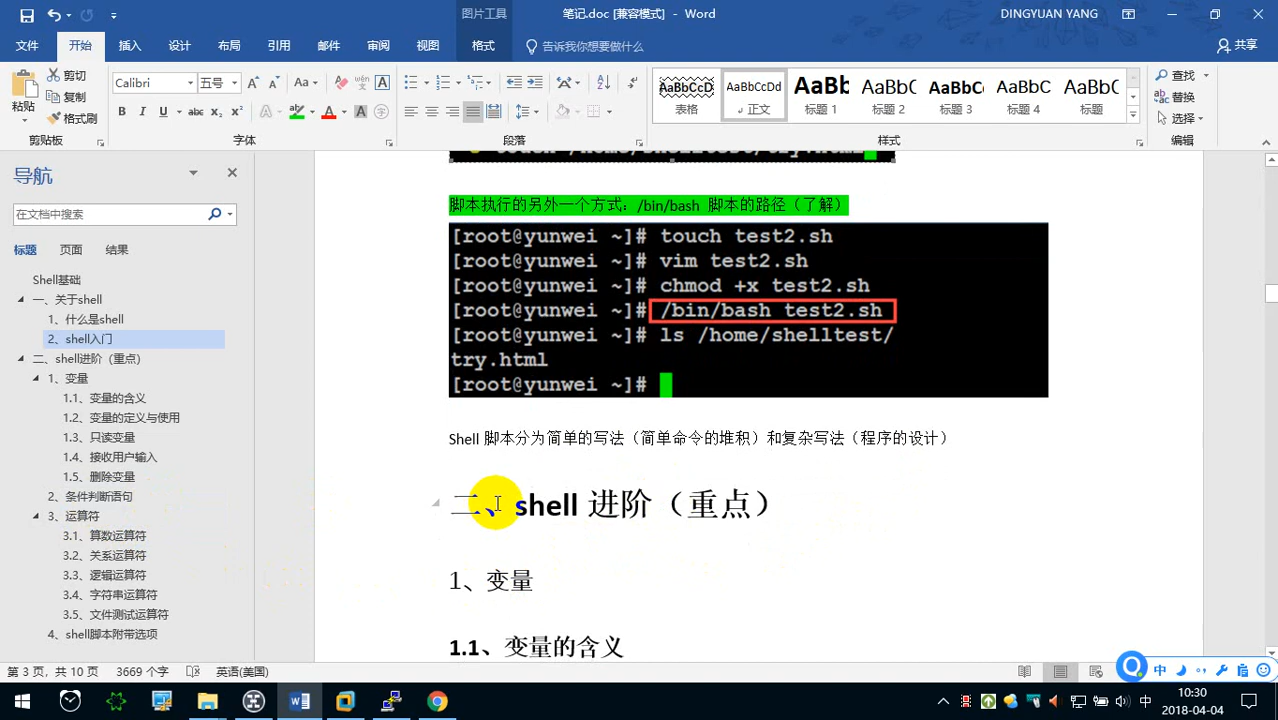 图片工具
笔记.doc [兼容模式] - Word
DINGYUAN YANG
文件 开始 插入 设计 布局 引用 邮件 审阅 视图 格式 告诉我你想要做什么 共享
粘贴 剪切 复制 格式刷
Calibri 五号
AaBbCcD 表格
AaBbCcDd 正文
AaBb 标题 1
AaBbC 标题 2
AaBbC 标题 3
AaBbC 标题 4
AaBbC 标题
查找
替换
选择
剪贴板 字体 段落 样式 编辑
导航
在文档中搜索
标题 页面 结果
Shell基础
一、关于shell
1、什么是shell
2、shell入门
二、shell进阶（重点）
1、变量
1.1、变量的含义
1.2、变量的定义与使用
1.3、只读变量
1.4、接收用户输入
1.5、删除变量
2、条件判断语句
3、运算符
3.1、算数运算符
3.2、关系运算符
3.3、逻辑运算符
3.4、字符串运算符
3.5、文件测试运算符
4、shell脚本附带选项
脚本执行的另外一个方式：/bin/bash 脚本的路径（了解）
[root@yunwei ~]# touch test2.sh
[root@yunwei ~]# vim test2.sh
[root@yunwei ~]# chmod +x test2.sh
[root@yunwei ~]# /bin/bash test2.sh
[root@yunwei ~]# ls /home/shelltest/
try.html
[root@yunwei ~]#
Shell 脚本分为简单的写法（简单命令的堆积）和复杂写法（程序的设计）
二、shell 进阶（重点）
1、变量
1.1、变量的含义
第 3 页，共 10 页 3669 个字 英语(美国)
中
中
10:30
2018-04-04